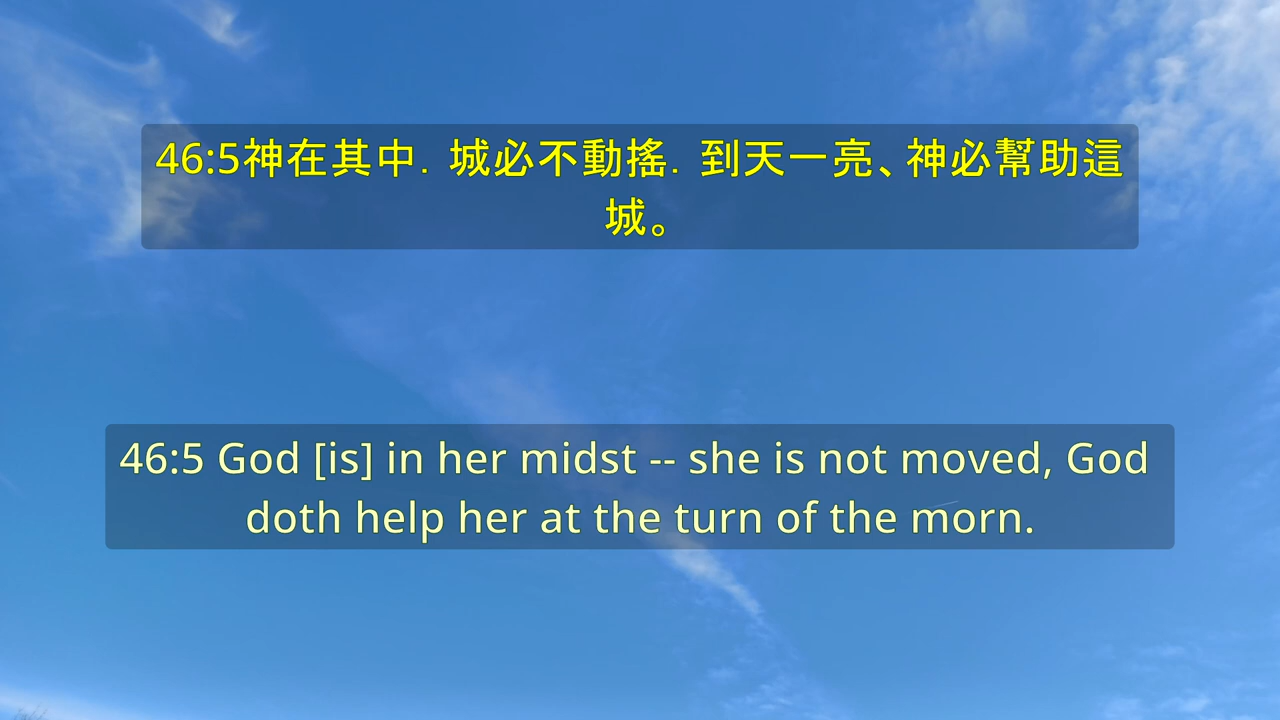 46:5神在其中．城必不動搖．到天一亮、神必幫助這
城。
46:5 God [is] in her midst -- she is not moved, God
doth help her at the turn of the morn.